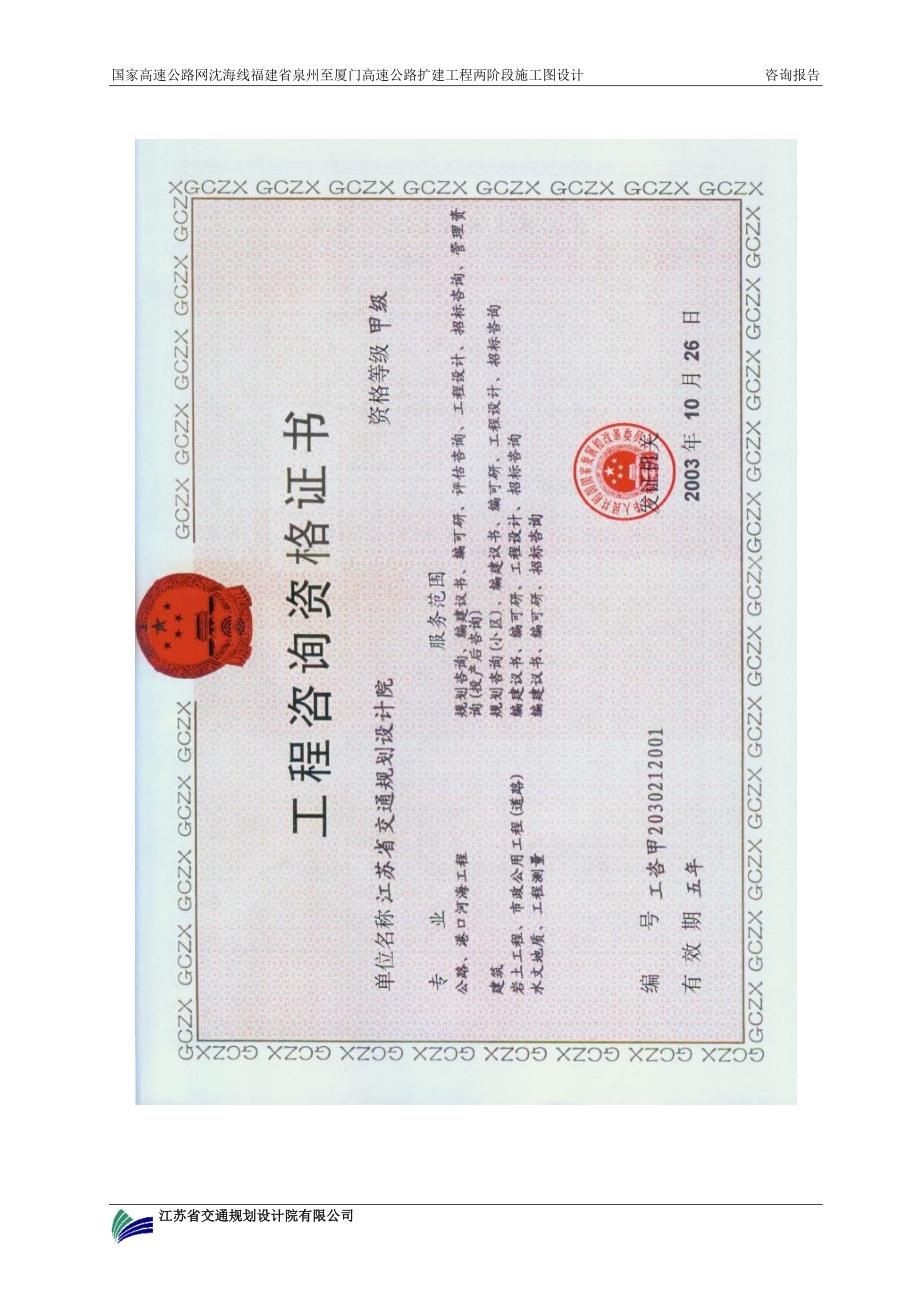 国家高速公路网沈海线福建省泉州至厦门高速公路扩建工程两阶段施工图设计 咨询报告
GCZX GCZX GCZX GCZX GCZX GCZX GCZX GCZX
工程咨询资格证书
单位名称 江苏省交通规划设计院 资格等级 甲级
专 业 服务范围
公路、港口河海工程 规划咨询、编建议书、编可研、评估咨询、工程设计、招标咨询、管理咨
询(投产后咨询)
建筑 规划咨询(小区)、编建议书、编可研、工程设计、招标咨询
岩土工程、市政公用工程(道路) 编建议书、编可研、工程设计、招标咨询
水文地质、工程测量 编建议书、编可研、招标咨询
编 号 工咨甲2030212001 发证机关
有效期 五年 2003 年 10 月 26 日
江苏省交通规划设计院有限公司